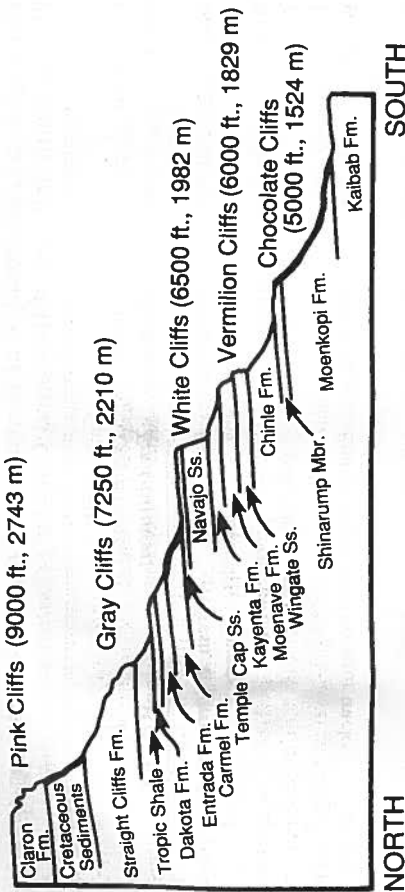 Pink Cliffs (9000 ft., 2743 m)
Gray Cliffs (7250 ft., 2210 m)
White Cliffs (6500 ft., 1982 m)
Vermilion Cliffs (6000 ft., 1829 m)
Chocolate Cliffs
(5000 ft., 1524 m)
Claron
Fm.
Cretaceous
Sediments
Straight Cliffs Fm.
Tropic Shale
Dakota Fm.
Entrada Fm.
Carmel Fm.
Temple Cap Ss.
Navajo Ss.
Kayenta Fm.
Moenave Fm.
Wingate Ss.
Chinle Fm.
Shinarump Mbr.
Moenkopi Fm.
Kaibab Fm.
NORTH
SOUTH